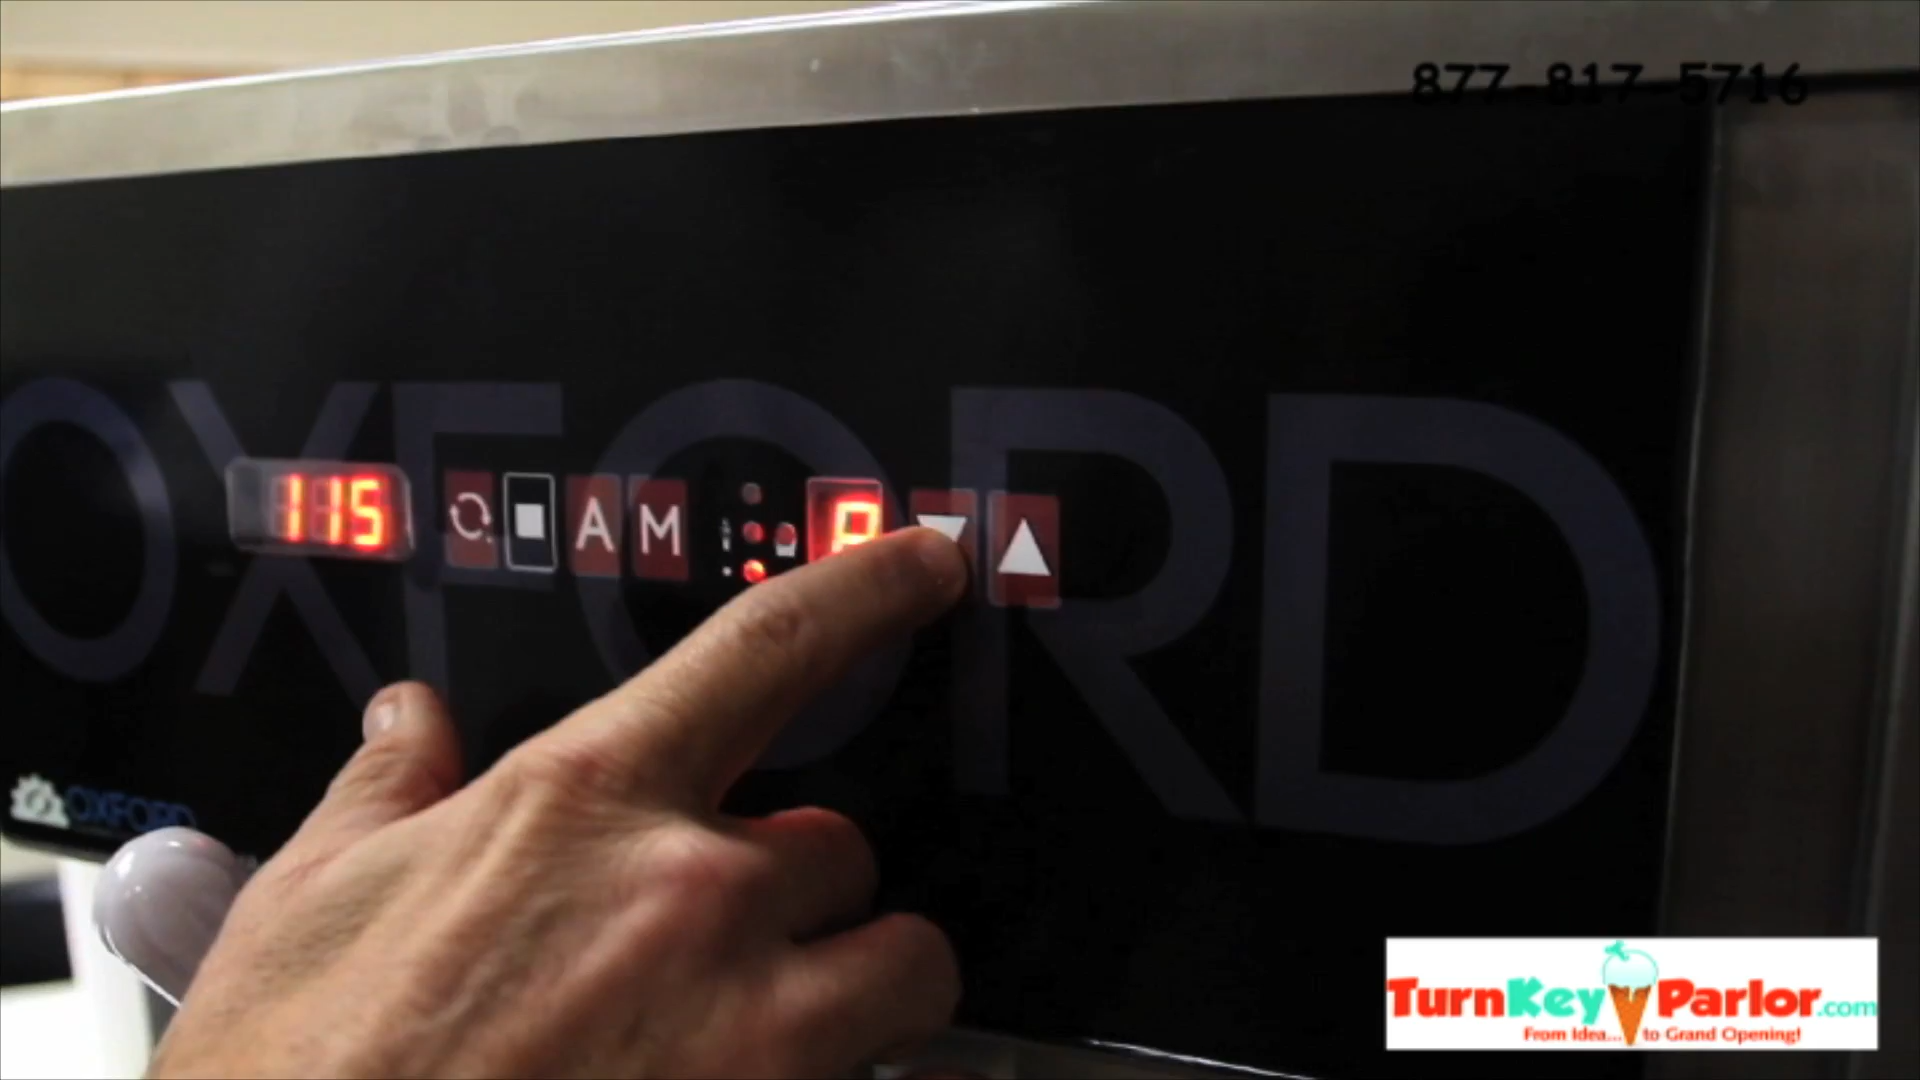 877-817-5716
OXFORD
115
A M
OXFORD
TurnKey Parlor.com
From Idea... to Grand Opening!